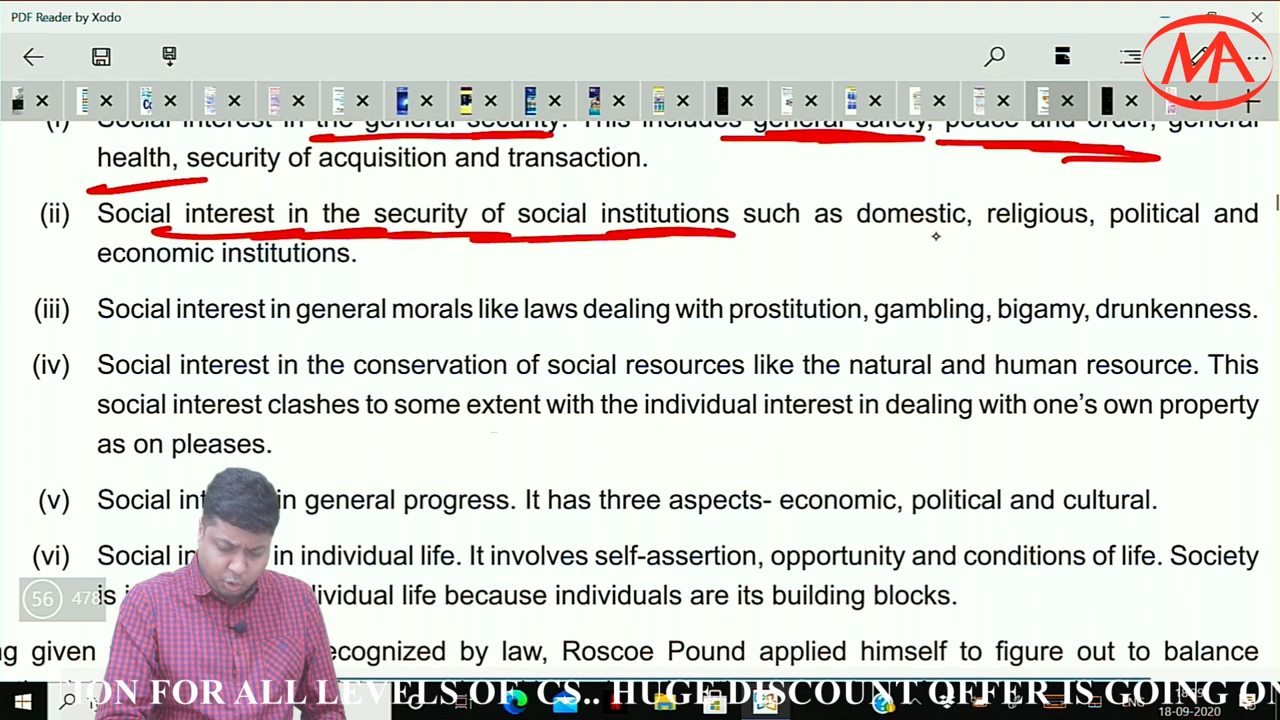 PDF Reader by Xodo
MA
(i) Social interest in the general security. This includes general safety, peace and order, general
health, security of acquisition and transaction.
(ii) Social interest in the security of social institutions such as domestic, religious, political and
economic institutions.
(iii) Social interest in general morals like laws dealing with prostitution, gambling, bigamy, drunkenness.
(iv) Social interest in the conservation of social resources like the natural and human resource. This
social interest clashes to some extent with the individual interest in dealing with one's own property
as on pleases.
(v) Social in in general progress. It has three aspects- economic, political and cultural.
(vi) Social in in individual life. It involves self-assertion, opportunity and conditions of life. Society
is dividual life because individuals are its building blocks.
56 478
g given ecognized by law, Roscoe Pound applied himself to figure out to balance
TION FOR ALL LEVELS OF CS.. HUGE DISCOUNT OFFER IS GOING ON
ENG
18-09-2020